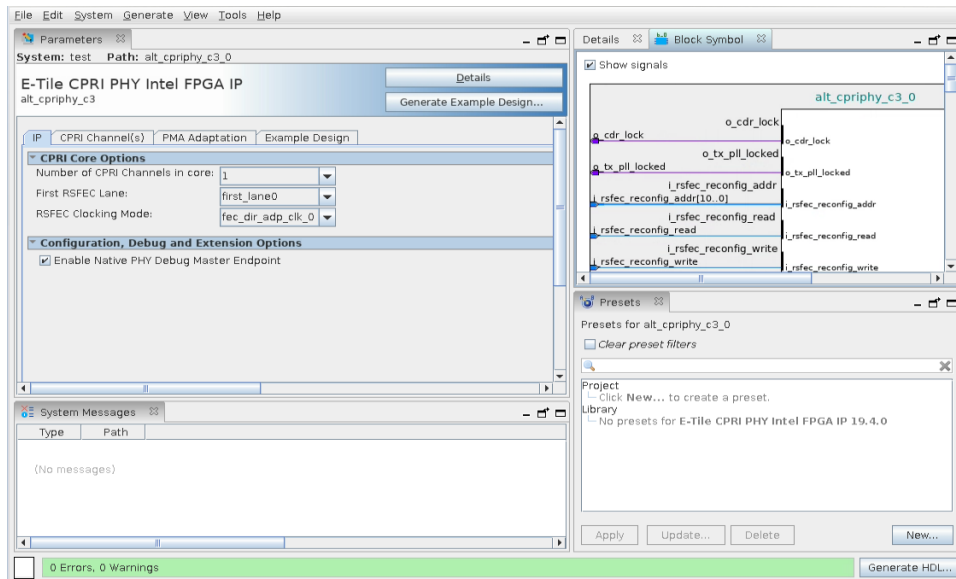 File Edit System Generate View Tools Help
Parameters
System: test Path: alt_cpriphy_c3_0
E-Tile CPRI PHY Intel FPGA IP
alt_cpriphy_c3
Details
Generate Example Design...
IP CPRI Channel(s) PMA Adaptation Example Design
CPRI Core Options
Number of CPRI Channels in core: 1
First RSFEC Lane: first_lane0
RSFEC Clocking Mode: fec_dir_adp_clk_0
Configuration, Debug and Extension Options
Enable Native PHY Debug Master Endpoint
System Messages
Type Path
(No messages)
Details Block Symbol
Show signals
alt_cpriphy_c3_0
o_cdr_lock
o_cdr_lock
o_cdr_lock
o_tx_pll_locked
o_tx_pll_locked
o_tx_pll_locked
i_rsfec_reconfig_addr
i_rsfec_reconfig_addr[10..0]
i_rsfec_reconfig_addr
i_rsfec_reconfig_read
i_rsfec_reconfig_read
i_rsfec_reconfig_read
i_rsfec_reconfig_write
i_rsfec_reconfig_write
i_rsfec_reconfig_write
Presets
Presets for alt_cpriphy_c3_0
Clear preset filters
Project
Click New... to create a preset.
Library
No presets for E-Tile CPRI PHY Intel FPGA IP 19.4.0
Apply Update... Delete New...
0 Errors, 0 Warnings
Generate HDL...